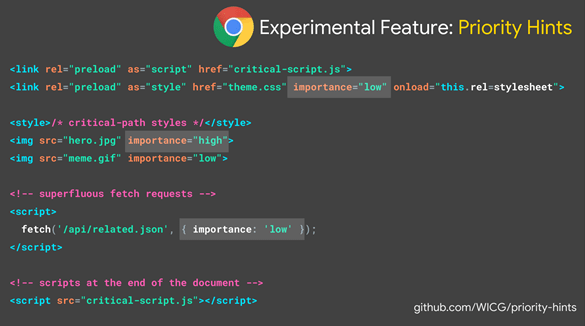 Experimental Feature: Priority Hints
<link rel="preload" as="script" href="critical-script.js">
<link rel="preload" as="style" href="theme.css" importance="low" onload="this.rel=stylesheet">
<style>/* critical-path styles */</style>
<img src="hero.jpg" importance="high">
<img src="meme.gif" importance="low">
<!-- superfluous fetch requests -->
<script>
fetch('/api/related.json', { importance: 'low' });
</script>
<!-- scripts at the end of the document -->
<script src="critical-script.js"></script>
github.com/WICG/priority-hints